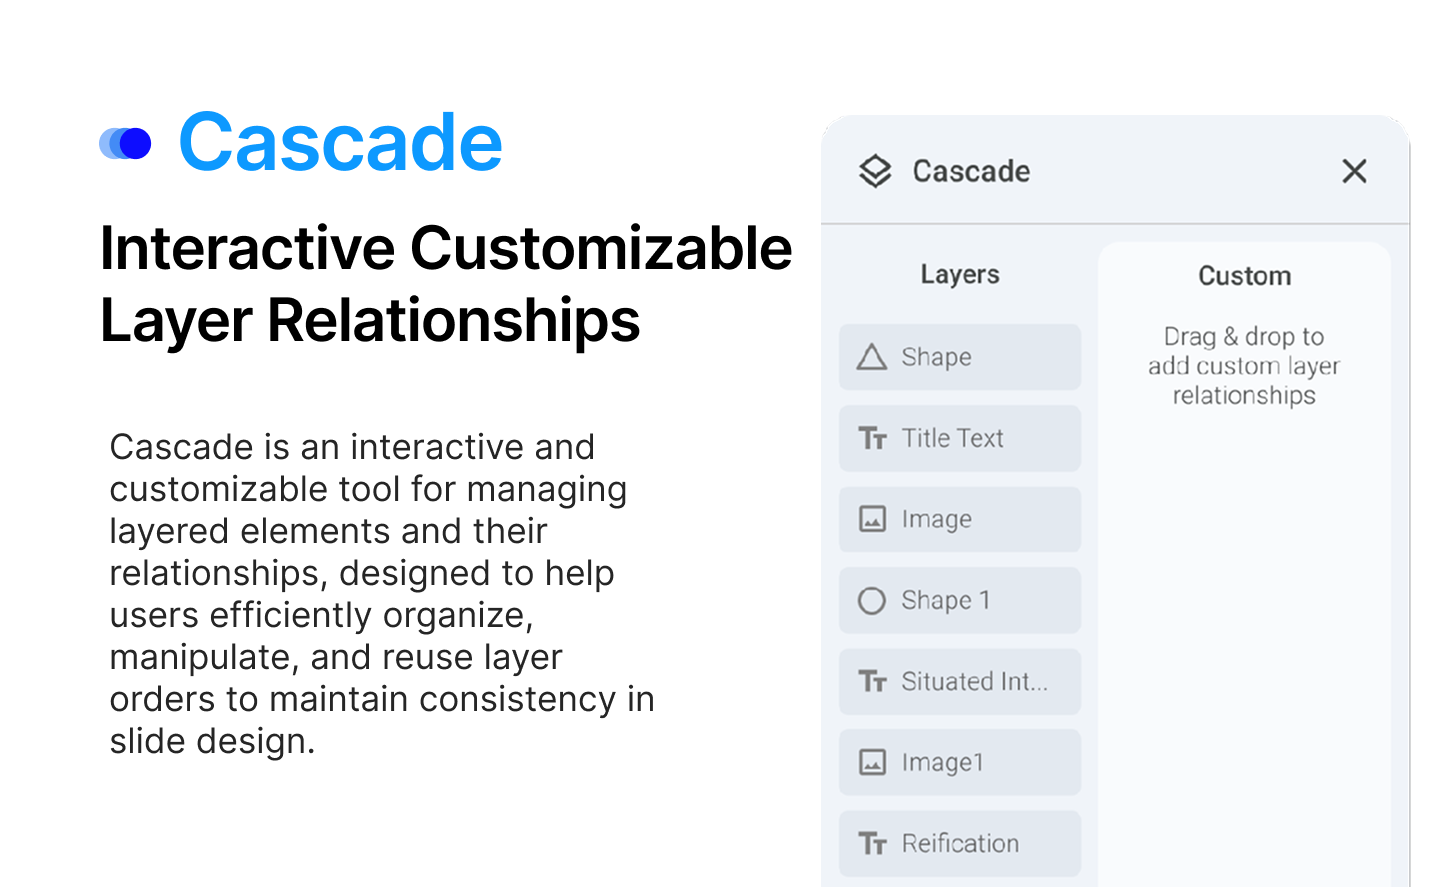 Cascade
Interactive Customizable
Layer Relationships
Cascade is an interactive and
customizable tool for managing
layered elements and their
relationships, designed to help
users efficiently organize,
manipulate, and reuse layer
orders to maintain consistency in
slide design.
Cascade
Layers
Shape
Title Text
Image
Shape 1
Situated Int...
Image1
Reification
Custom
Drag & drop to
add custom layer
relationships